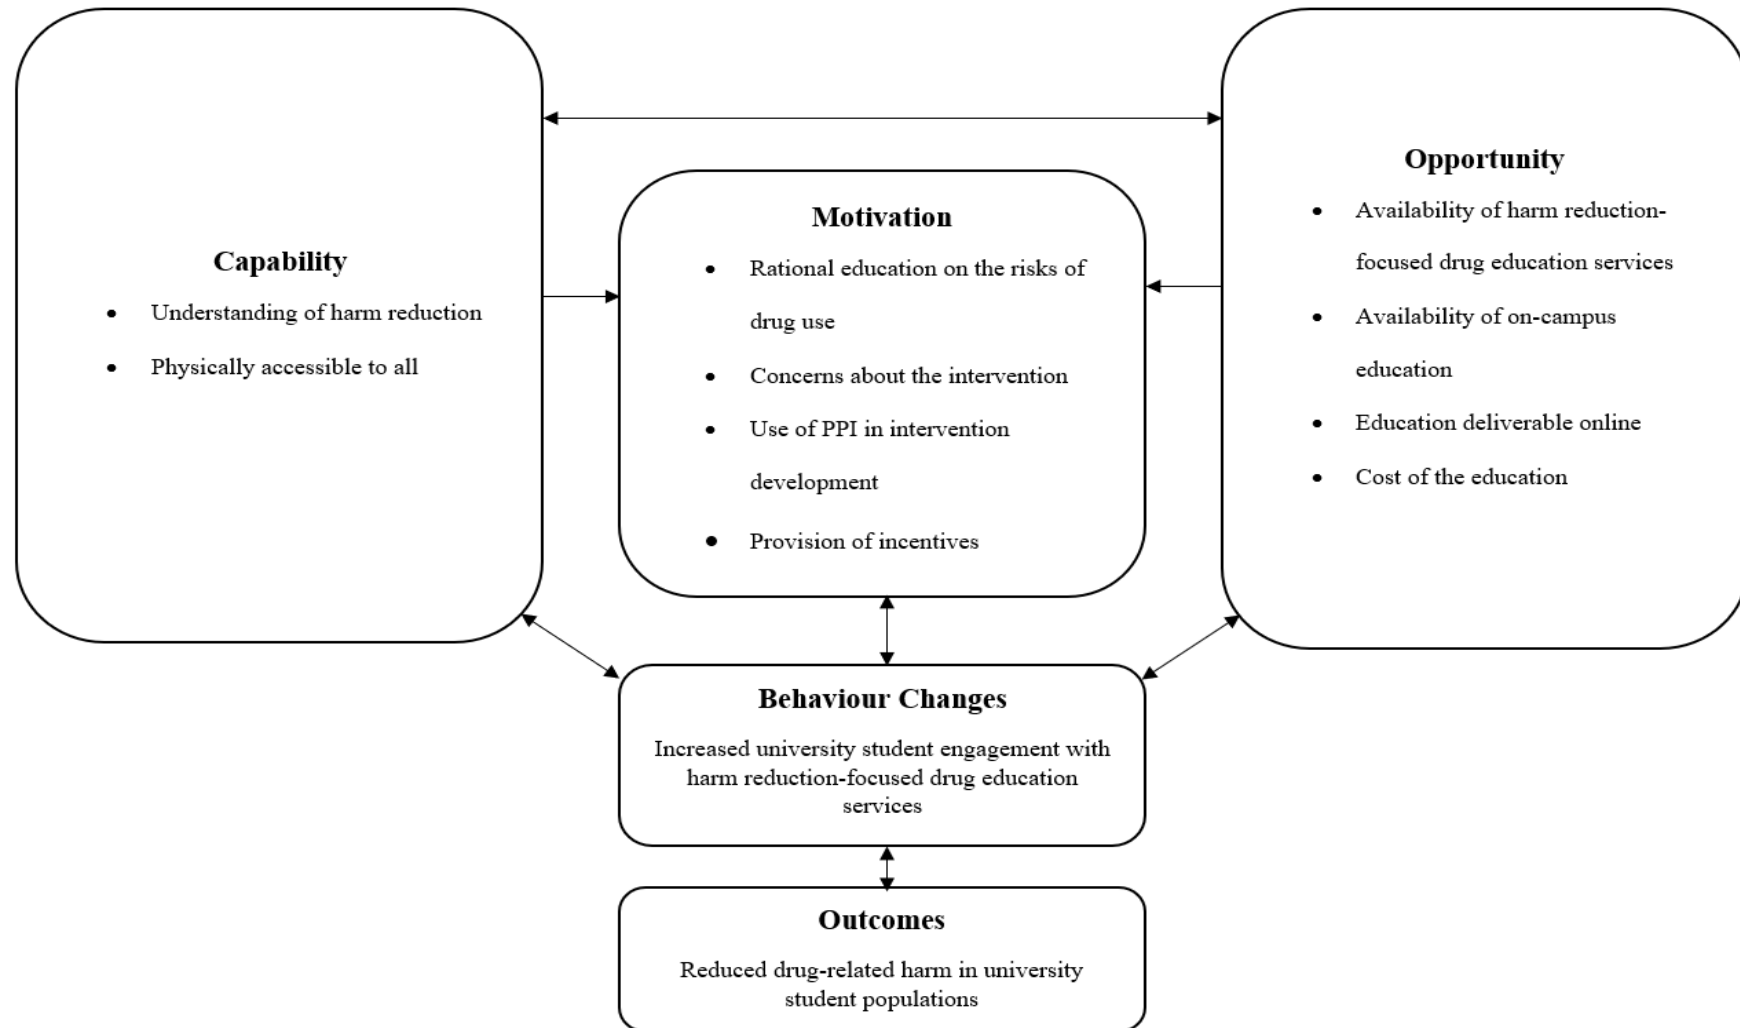 Capability
• Understanding of harm reduction
• Physically accessible to all
Motivation
• Rational education on the risks of
drug use
• Concerns about the intervention
• Use of PPI in intervention
development
• Provision of incentives
Opportunity
• Availability of harm reduction-
focused drug education services
• Availability of on-campus
education
• Education deliverable online
• Cost of the education
Behaviour Changes
Increased university student engagement with
harm reduction-focused drug education
services
Outcomes
Reduced drug-related harm in university
student populations